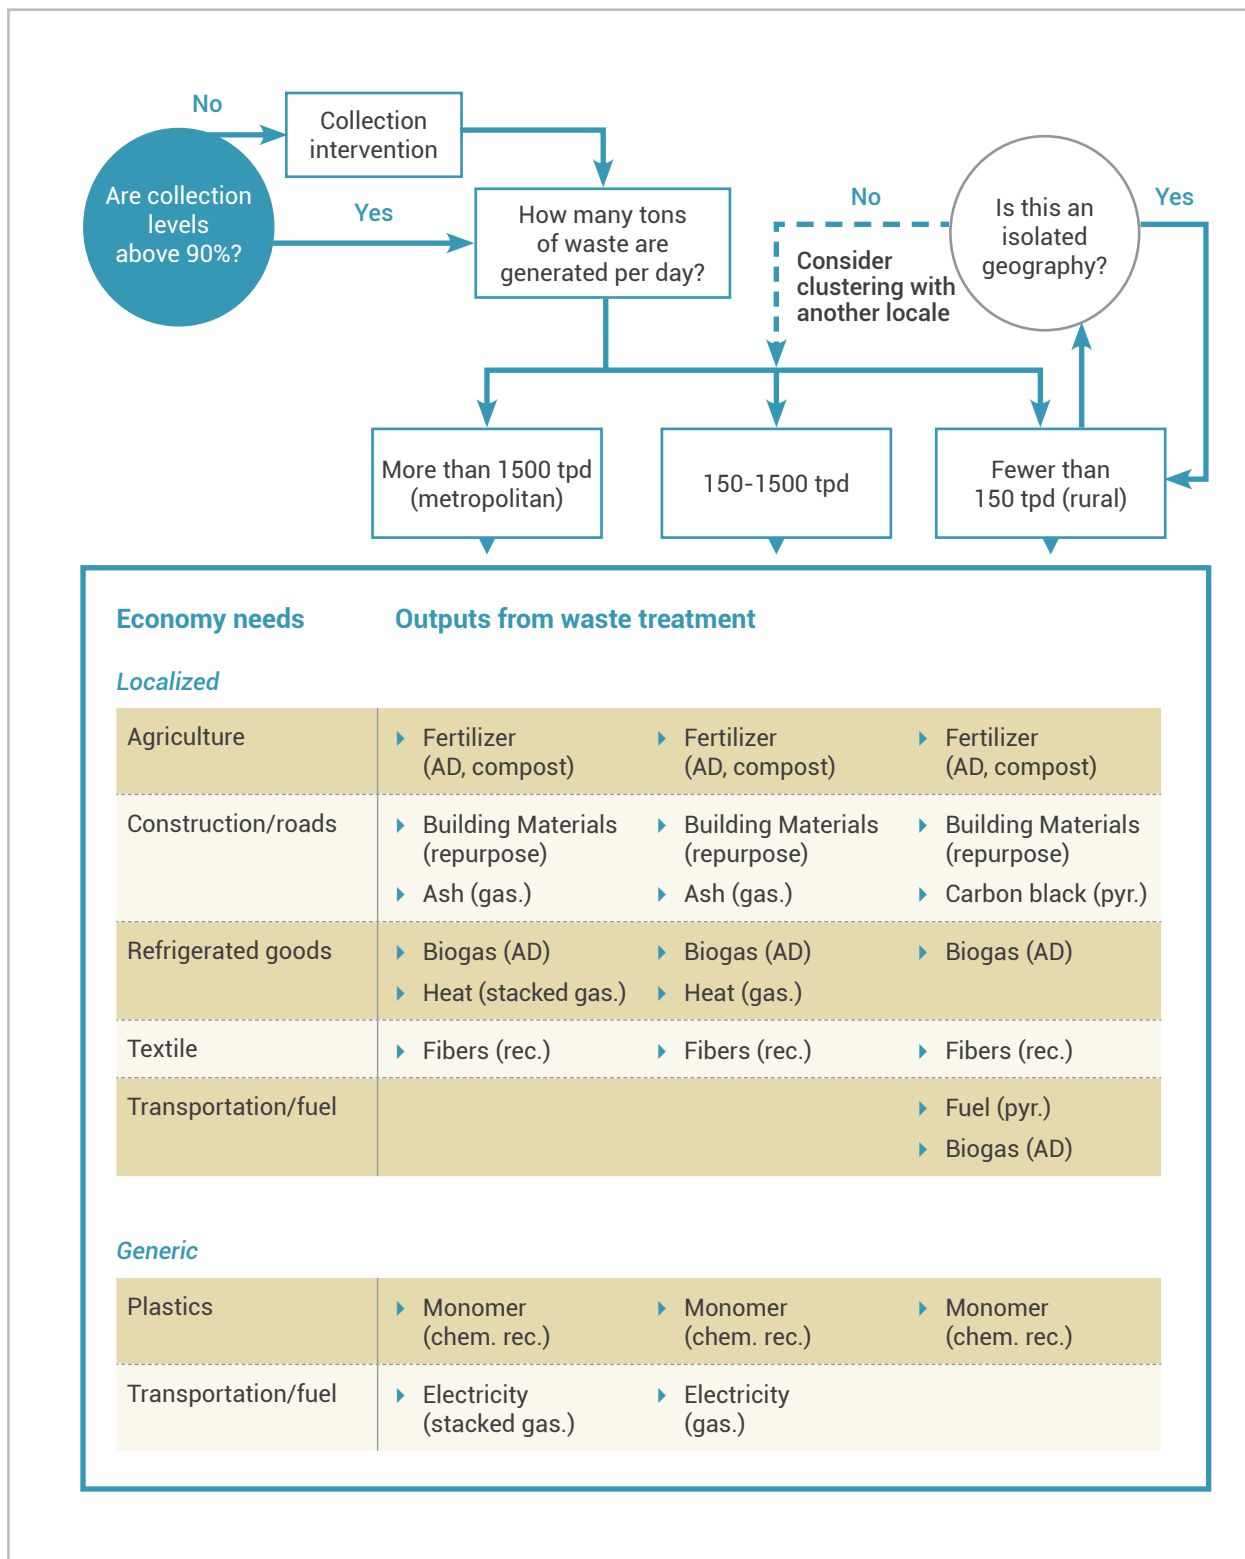 No
Collection
intervention
Are collection
levels
above 90%?
Yes
How many tons
of waste are
generated per day?
No
Consider
clustering with
another locale
Is this an
isolated
geography?
Yes
More than 1500 tpd
(metropolitan)
150-1500 tpd
Fewer than
150 tpd (rural)
Economy needs
Outputs from waste treatment
Localized
Agriculture
Fertilizer
(AD, compost)
Fertilizer
(AD, compost)
Fertilizer
(AD, compost)
Construction/roads
Building Materials
(repurpose)
Ash (gas.)
Building Materials
(repurpose)
Ash (gas.)
Building Materials
(repurpose)
Carbon black (pyr.)
Refrigerated goods
Biogas (AD)
Heat (stacked gas.)
Biogas (AD)
Heat (gas.)
Biogas (AD)
Textile
Fibers (rec.)
Fibers (rec.)
Fibers (rec.)
Transportation/fuel
Fuel (pyr.)
Biogas (AD)
Generic
Plastics
Monomer
(chem. rec.)
Monomer
(chem. rec.)
Monomer
(chem. rec.)
Transportation/fuel
Electricity
(stacked gas.)
Electricity
(gas.)